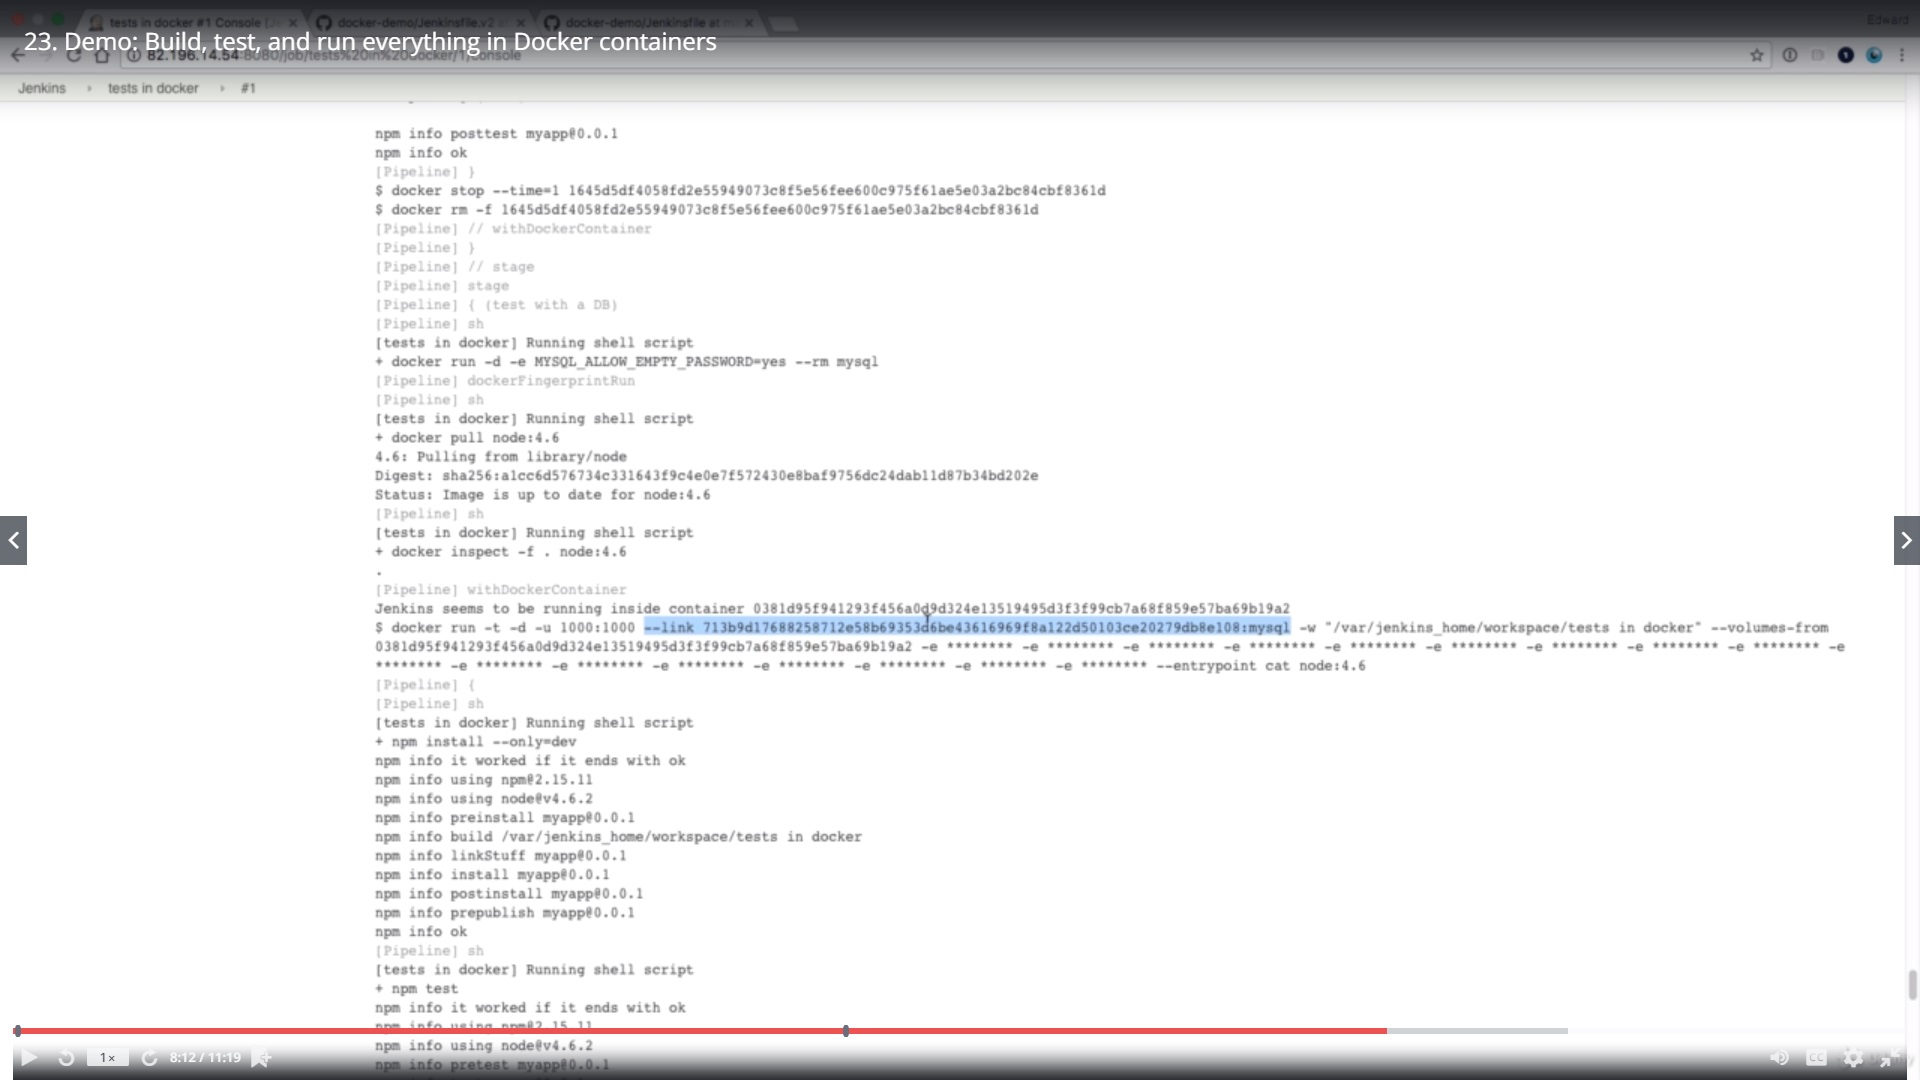 tests in docker #1 Console [Je
docker-demo/Jenkinsfile.v2 at
docker-demo/Jenkinsfile at m
Edward
23. Demo: Build, test, and run everything in Docker containers
82.196.14.54:8080/job/tests%20in%20docker/1/console
Jenkins › tests in docker › #1
npm info posttest myapp@0.0.1
npm info ok
[Pipeline] }
$ docker stop --time=1 1645d5df4058fd2e55949073c8f5e56fee600c975f61ae5e03a2bc84cbf8361d
$ docker rm -f 1645d5df4058fd2e55949073c8f5e56fee600c975f61ae5e03a2bc84cbf8361d
[Pipeline] // withDockerContainer
[Pipeline] }
[Pipeline] // stage
[Pipeline] stage
[Pipeline] { (test with a DB)
[Pipeline] sh
[tests in docker] Running shell script
+ docker run -d -e MYSQL_ALLOW_EMPTY_PASSWORD=yes --rm mysql
[Pipeline] dockerFingerprintRun
[Pipeline] sh
[tests in docker] Running shell script
+ docker pull node:4.6
4.6: Pulling from library/node
Digest: sha256:a1cc6d576734c331643f9c4e0e7f572430e8baf9756dc24dab11d87b34bd202e
Status: Image is up to date for node:4.6
[Pipeline] sh
[tests in docker] Running shell script
+ docker inspect -f . node:4.6
.
[Pipeline] withDockerContainer
Jenkins seems to be running inside container 0381d95f941293f456a0d9d324e13519495d3f3f99cb7a68f859e57ba69b19a2
$ docker run -t -d -u 1000:1000 --link 713b9d17688258712e58b69353d6be43616969f8a122d50103ce20279db8e108:mysql -w "/var/jenkins_home/workspace/tests in docker" --volumes-from
0381d95f941293f456a0d9d324e13519495d3f3f99cb7a68f859e57ba69b19a2 -e ******** -e ******** -e ******** -e ******** -e ******** -e ******** -e ******** -e ******** -e ******** -e
******** -e ******** -e ******** -e ******** -e ******** -e ******** -e ******** -e ******** --entrypoint cat node:4.6
[Pipeline] {
[Pipeline] sh
[tests in docker] Running shell script
+ npm install --only=dev
npm info it worked if it ends with ok
npm info using npm@2.15.11
npm info using node@v4.6.2
npm info preinstall myapp@0.0.1
npm info build /var/jenkins_home/workspace/tests in docker
npm info linkStuff myapp@0.0.1
npm info install myapp@0.0.1
npm info postinstall myapp@0.0.1
npm info prepublish myapp@0.0.1
npm info ok
[Pipeline] sh
[tests in docker] Running shell script
+ npm test
npm info it worked if it ends with ok
npm info using npm@2.15.11
npm info using node@v4.6.2
npm info pretest myapp@0.0.1
1×
8:12 / 11:19
CC